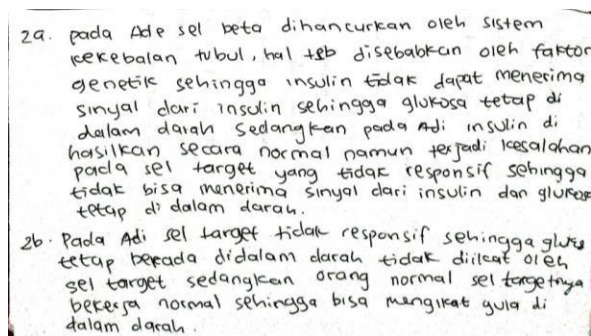 2a. pada Ade sel beta dihancurkan oleh sistem
kekebalan tubuh, hal tsb disebabkan oleh faktor
genetik sehingga insulin tidak dapat menerima
sinyal dari insulin sehingga glukosa tetap di
dalam darah sedangkan pada Adi insulin di
hasilkan secara normal namun terjadi kesalahan
pada sel target yang tidak responsif sehingga
tidak bisa menerima sinyal dari insulin dan glukosa
tetap di dalam darah.
2b. Pada Adi sel target tidak responsif sehingga
tetap berada didalam darah tidak diikat oleh
sel target sedangkan orang normal sel targetnya
bekerja normal sehingga bisa mengikat gula di
dalam darah.